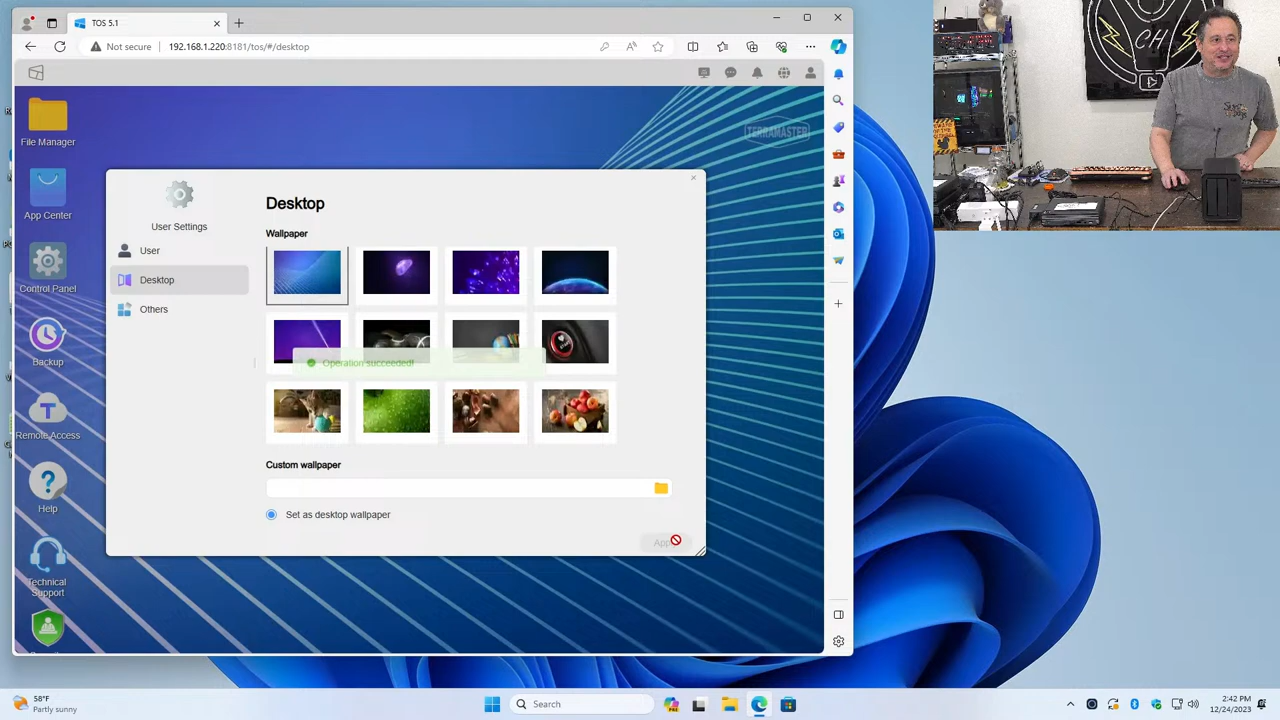 TOS 5.1
Not secure
192.168.1.220:8181/tos/#/desktop
File Manager
App Center
Control Panel
Backup
Remote Access
Help
Technical
Support
TERRAMASTER
User Settings
User
Desktop
Others
Desktop
Wallpaper
Operation succeeded!
Custom wallpaper
Set as desktop wallpaper
CH
58°F
Partly sunny
Search
2:42 PM
12/24/2023